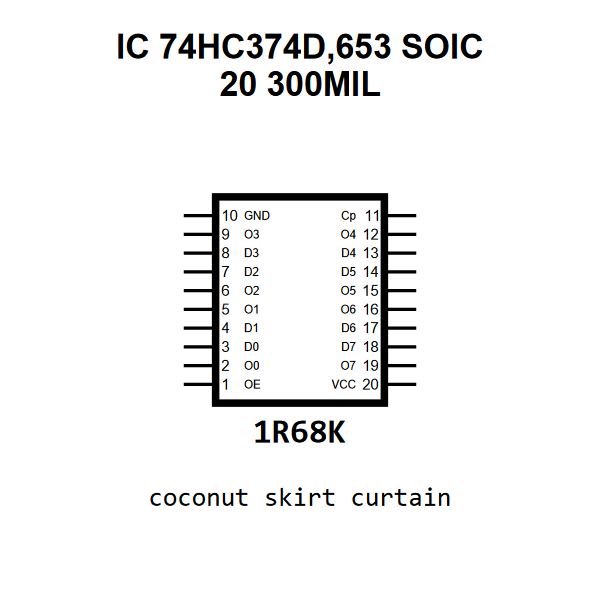 IC 74HC374D,653 SOIC
20 300MIL
10 GND Cp 11
9 O3 O4 12
8 D3 D4 13
7 D2 D5 14
6 O2 O5 15
5 O1 O6 16
4 D1 D6 17
3 D0 D7 18
2 O0 O7 19
1 OE VCC 20
1R68K
coconut skirt curtain